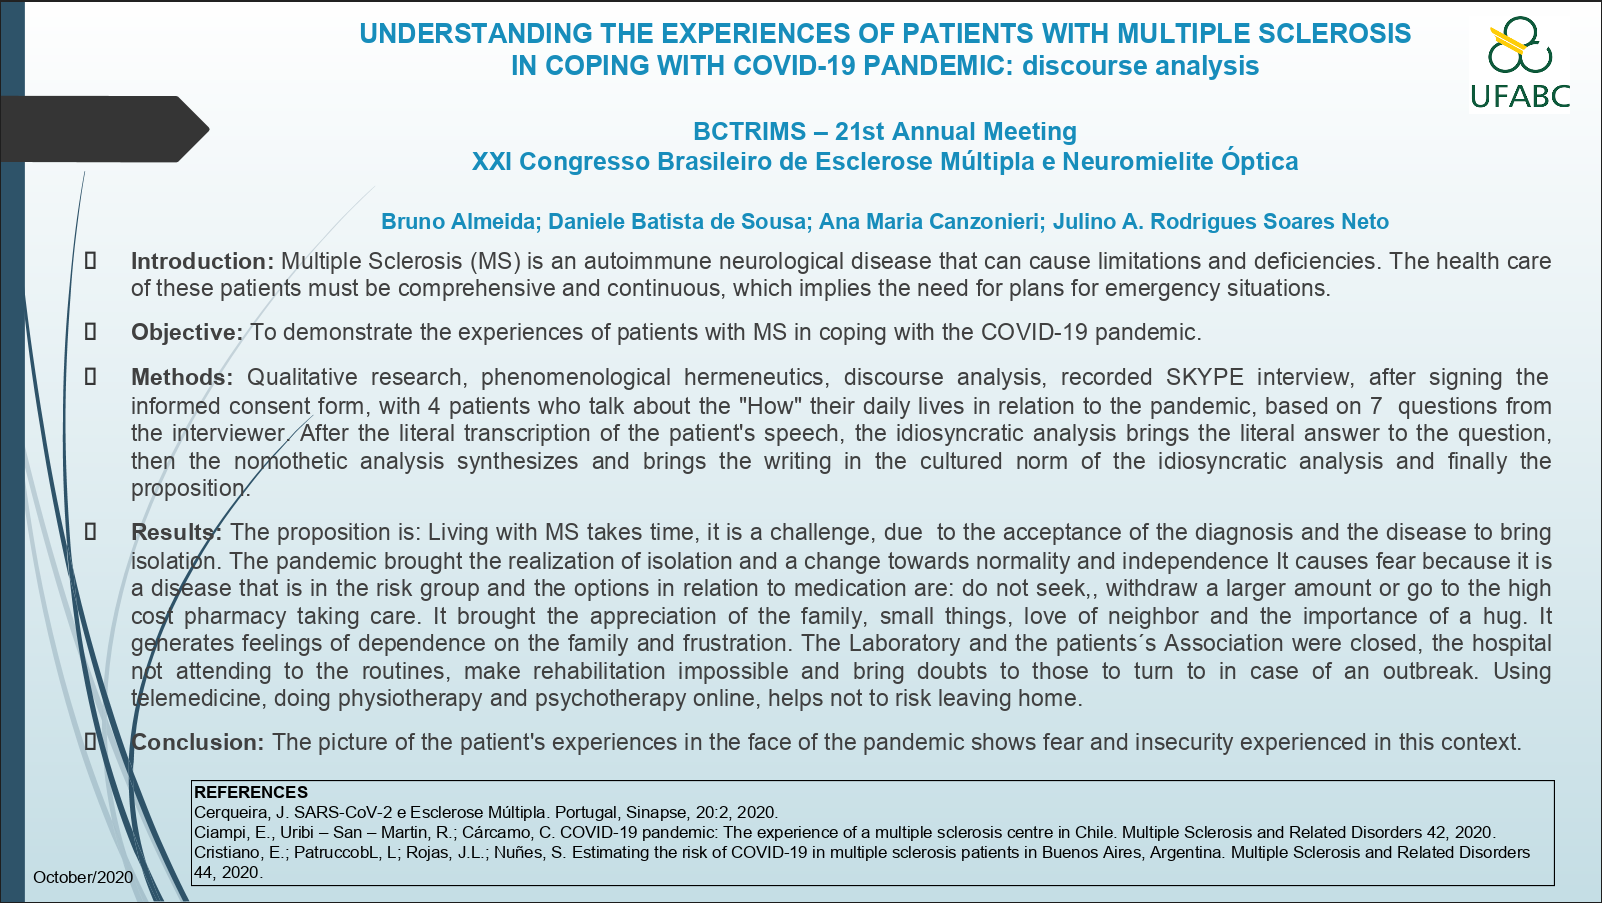 UNDERSTANDING THE EXPERIENCES OF PATIENTS WITH MULTIPLE SCLEROSIS
IN COPING WITH COVID-19 PANDEMIC: discourse analysis
UFABC
BCTRIMS – 21st Annual Meeting
XXI Congresso Brasileiro de Esclerose Múltipla e Neuromielite Óptica
Bruno Almeida; Daniele Batista de Sousa; Ana Maria Canzonieri; Julino A. Rodrigues Soares Neto
Introduction: Multiple Sclerosis (MS) is an autoimmune neurological disease that can cause limitations and deficiencies. The health care
of these patients must be comprehensive and continuous, which implies the need for plans for emergency situations.
Objective: To demonstrate the experiences of patients with MS in coping with the COVID-19 pandemic.
Methods: Qualitative research, phenomenological hermeneutics, discourse analysis, recorded SKYPE interview, after signing the
informed consent form, with 4 patients who talk about the "How" their daily lives in relation to the pandemic, based on 7 questions from
the interviewer. After the literal transcription of the patient's speech, the idiosyncratic analysis brings the literal answer to the question,
then the nomothetic analysis synthesizes and brings the writing in the cultured norm of the idiosyncratic analysis and finally the
proposition.
Results: The proposition is: Living with MS takes time, it is a challenge, due to the acceptance of the diagnosis and the disease to bring
isolation. The pandemic brought the realization of isolation and a change towards normality and independence It causes fear because it is
a disease that is in the risk group and the options in relation to medication are: do not seek,, withdraw a larger amount or go to the high
cost pharmacy taking care. It brought the appreciation of the family, small things, love of neighbor and the importance of a hug. It
generates feelings of dependence on the family and frustration. The Laboratory and the patients´s Association were closed, the hospital
not attending to the routines, make rehabilitation impossible and bring doubts to those to turn to in case of an outbreak. Using
telemedicine, doing physiotherapy and psychotherapy online, helps not to risk leaving home.
Conclusion: The picture of the patient's experiences in the face of the pandemic shows fear and insecurity experienced in this context.
REFERENCES
Cerqueira, J. SARS-CoV-2 e Esclerose Múltipla. Portugal, Sinapse, 20:2, 2020.
Ciampi, E., Uribi – San – Martin, R.; Cárcamo, C. COVID-19 pandemic: The experience of a multiple sclerosis centre in Chile. Multiple Sclerosis and Related Disorders 42, 2020.
Cristiano, E.; PatruccobL, L; Rojas, J.L.; Nuñes, S. Estimating the risk of COVID-19 in multiple sclerosis patients in Buenos Aires, Argentina. Multiple Sclerosis and Related Disorders
44, 2020.
October/2020